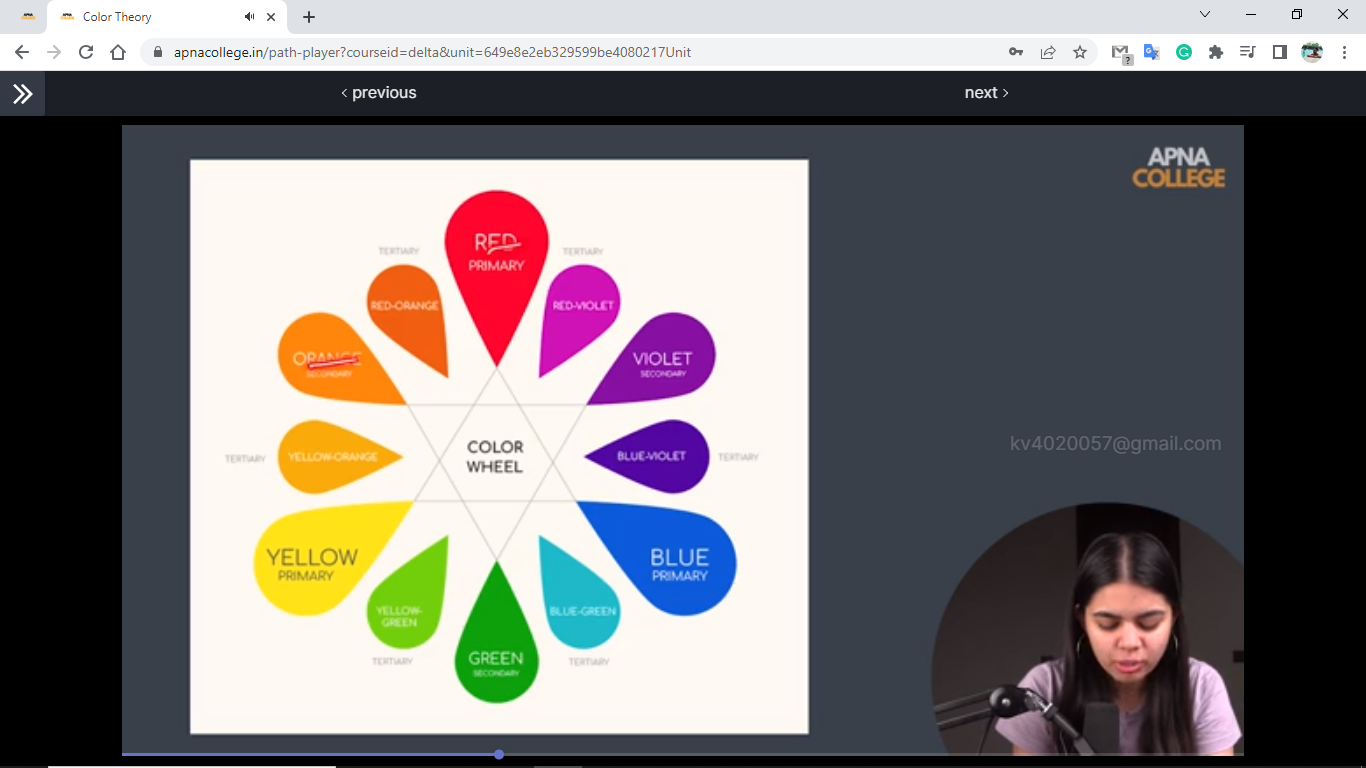 Color Theory
apnacollege.in/path-player?courseid=delta&unit=649e8e2eb329599be4080217Unit
‹ previous
next ›
APNA
COLLEGE
RED
PRIMARY
TERTIARY
TERTIARY
RED-ORANGE
RED-VIOLET
ORANGE
SECONDARY
VIOLET
SECONDARY
COLOR
WHEEL
TERTIARY
YELLOW-ORANGE
BLUE-VIOLET
TERTIARY
kv4020057@gmail.com
YELLOW
PRIMARY
BLUE
PRIMARY
YELLOW-
GREEN
BLUE-GREEN
TERTIARY
GREEN
SECONDARY
TERTIARY